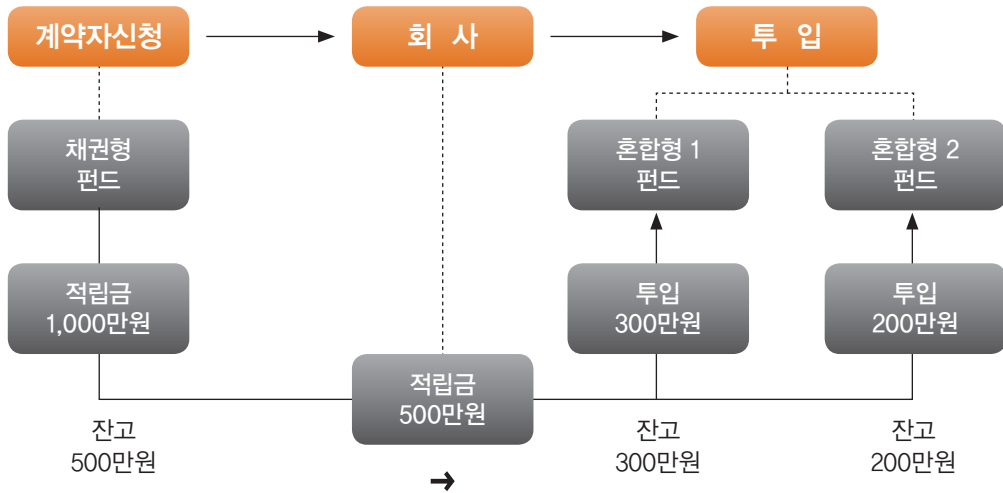 계약자신청
회 사
투 입
채권형
펀드
혼합형 1
펀드
혼합형 2
펀드
적립금
1,000만원
투입
300만원
투입
200만원
적립금
500만원
잔고
500만원
잔고
300만원
잔고
200만원